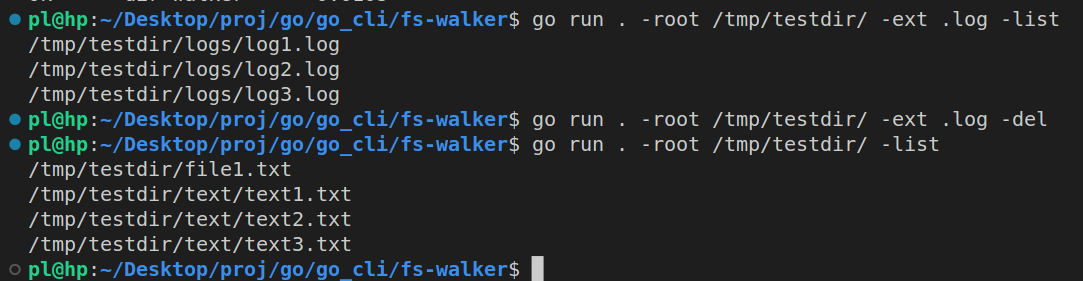 pl@hp:~/Desktop/proj/go/go_cli/fs-walker$ go run . -root /tmp/testdir/ -ext .log -list
/tmp/testdir/logs/log1.log
/tmp/testdir/logs/log2.log
/tmp/testdir/logs/log3.log
pl@hp:~/Desktop/proj/go/go_cli/fs-walker$ go run . -root /tmp/testdir/ -ext .log -del
pl@hp:~/Desktop/proj/go/go_cli/fs-walker$ go run . -root /tmp/testdir/ -list
/tmp/testdir/file1.txt
/tmp/testdir/text/text1.txt
/tmp/testdir/text/text2.txt
/tmp/testdir/text/text3.txt
pl@hp:~/Desktop/proj/go/go_cli/fs-walker$